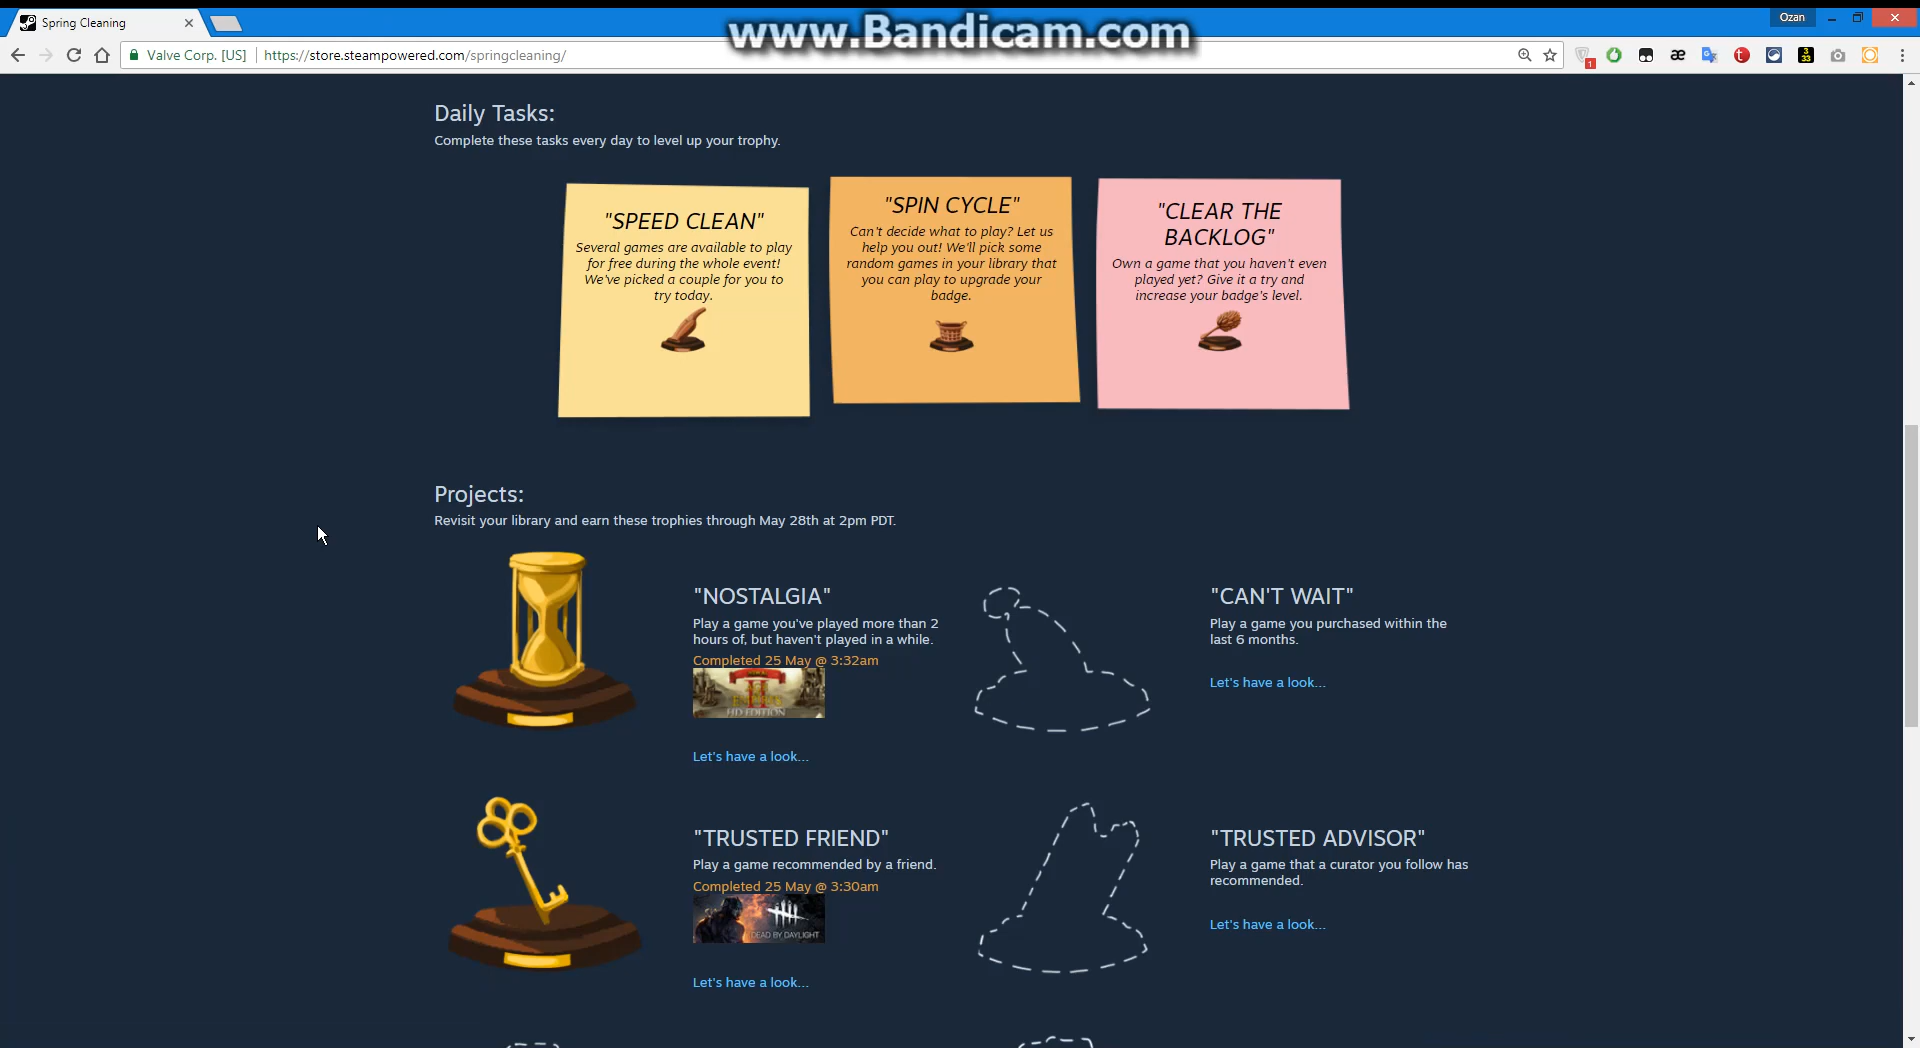 Spring Cleaning
www.Bandicam.com
Ozan
Valve Corp. [US]
https://store.steampowered.com/springcleaning/
1
3
33
Daily Tasks:
Complete these tasks every day to level up your trophy.
"SPEED CLEAN"
Several games are available to play
for free during the whole event!
We've picked a couple for you to
try today.
"SPIN CYCLE"
Can't decide what to play? Let us
help you out! We'll pick some
random games in your library that
you can play to upgrade your
badge.
"CLEAR THE
BACKLOG"
Own a game that you haven't even
played yet? Give it a try and
increase your badge's level.
Projects:
Revisit your library and earn these trophies through May 28th at 2pm PDT.
"NOSTALGIA"
Play a game you've played more than 2
hours of, but haven't played in a while.
Completed 25 May @ 3:32am
II
HD EDITION
Let's have a look...
"CAN'T WAIT"
Play a game you purchased within the
last 6 months.
Let's have a look...
"TRUSTED FRIEND"
Play a game recommended by a friend.
Completed 25 May @ 3:30am
DEAD BY DAYLIGHT
Let's have a look...
"TRUSTED ADVISOR"
Play a game that a curator you follow has
recommended.
Let's have a look...